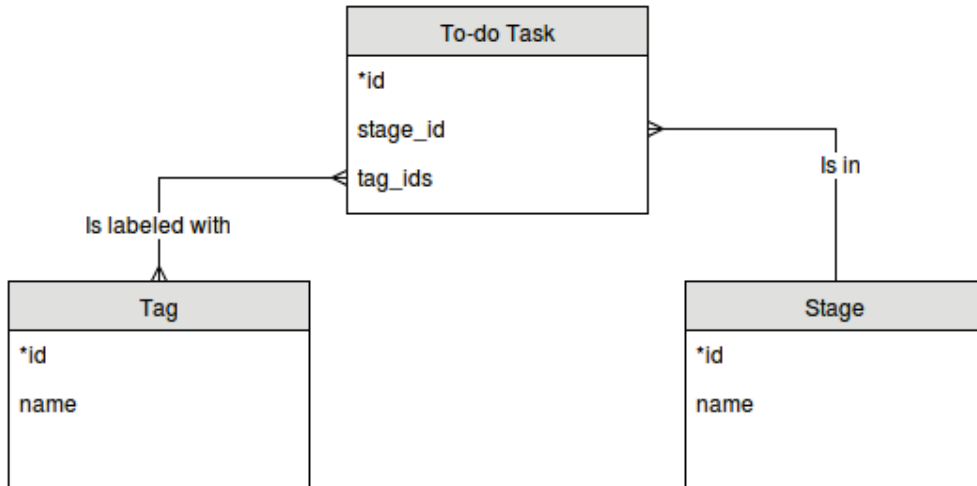 To-do Task
*id
stage_id
tag_ids
Is in
Is labeled with
Tag
*id
name
Stage
*id
name